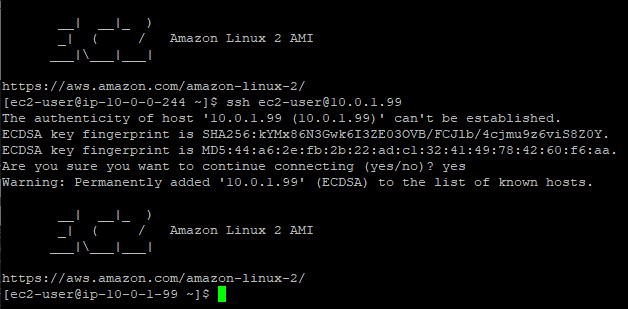 __|  __|_  )
       _|  (     /   Amazon Linux 2 AMI
      ___|\___|___|
https://aws.amazon.com/amazon-linux-2/
[ec2-user@ip-10-0-0-244 ~]$ ssh ec2-user@10.0.1.99
The authenticity of host '10.0.1.99 (10.0.1.99)' can't be established.
ECDSA key fingerprint is SHA256:kYMx86N3Gwk6I3ZE03OVB/FCJ1b/4cjmu9z6viS8Z0Y.
ECDSA key fingerprint is MD5:44:a6:2e:fb:2b:22:ad:c1:32:41:49:78:42:60:f6:aa.
Are you sure you want to continue connecting (yes/no)? yes
Warning: Permanently added '10.0.1.99' (ECDSA) to the list of known hosts.
       __|  __|_  )
       _|  (     /   Amazon Linux 2 AMI
      ___|\___|___|
https://aws.amazon.com/amazon-linux-2/
[ec2-user@ip-10-0-1-99 ~]$